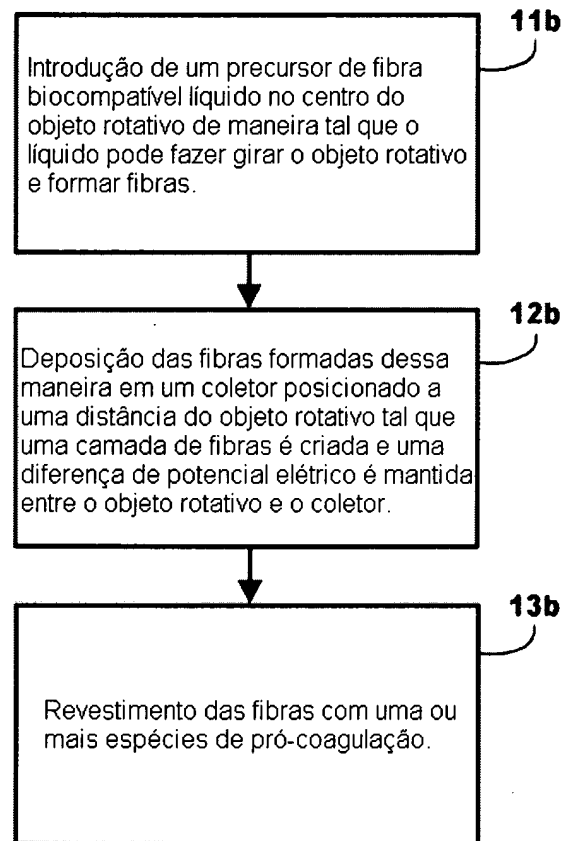 11b
Introdução de um precursor de fibra
biocompatível líquido no centro do
objeto rotativo de maneira tal que o
líquido pode fazer girar o objeto rotativo
e formar fibras.
12b
Deposição das fibras formadas dessa
maneira em um coletor posicionado a
uma distância do objeto rotativo tal que
uma camada de fibras é criada e uma
diferença de potencial elétrico é mantida
entre o objeto rotativo e o coletor.
13b
Revestimento das fibras com uma ou
mais espécies de pró-coagulação.